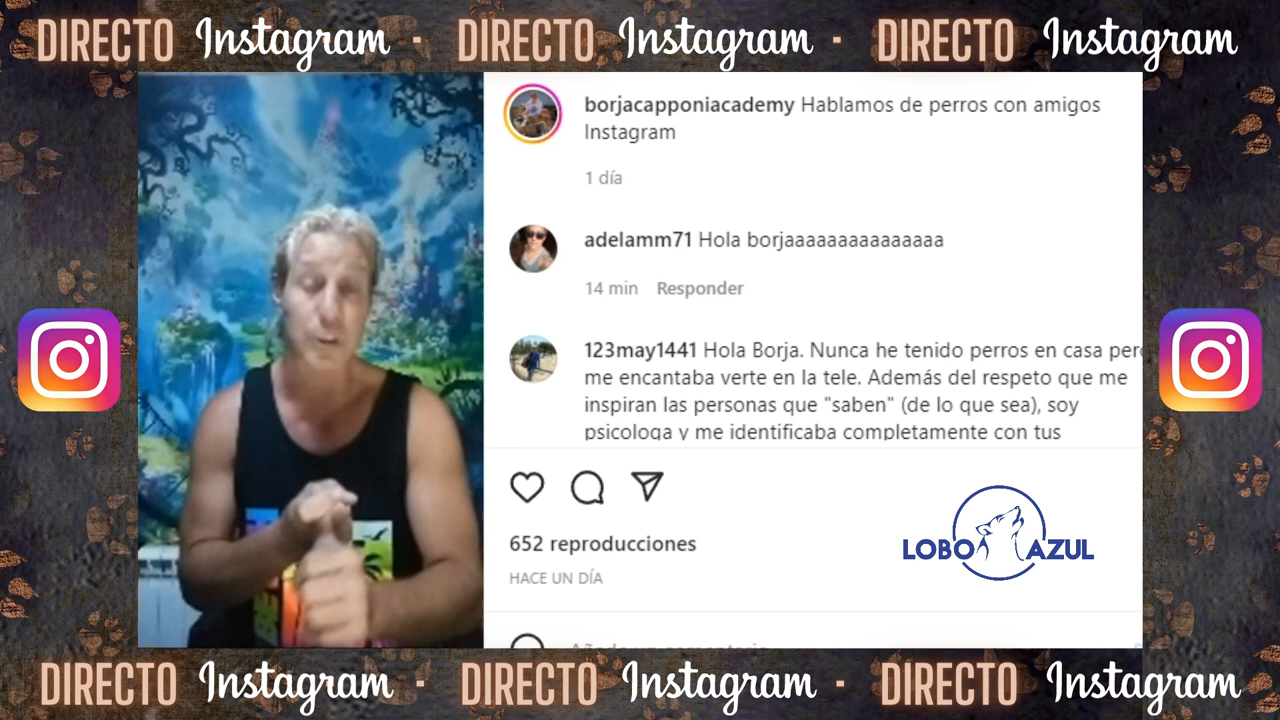 DIRECTO Instagram · DIRECTO Instagram · DIRECTO Instagram
borjacapponiacademy Hablamos de perros con amigos
Instagram
1 día
adelamm71 Hola borjaaaaaaaaaaaaaaa
14 min Responder
123may1441 Hola Borja. Nunca he tenido perros en casa pero
me encantaba verte en la tele. Además del respeto que me
inspiran las personas que "saben" (de lo que sea), soy
psicologa y me identificaba completamente con tus
652 reproducciones
HACE UN DÍA
LOBO AZUL
DIRECTO Instagram · DIRECTO Instagram · DIRECTO Instagram